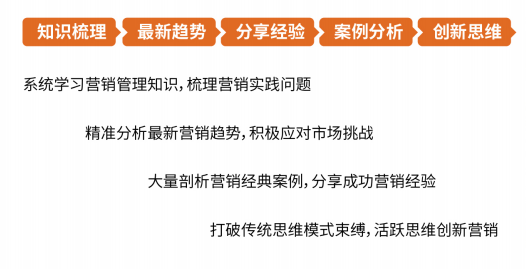 知识梳理 最新趋势 分享经验 案例分析 创新思维
系统学习营销管理知识，梳理营销实践问题
精准分析最新营销趋势，积极应对市场挑战
大量剖析营销经典案例，分享成功营销经验
打破传统思维模式束缚，活跃思维创新营销